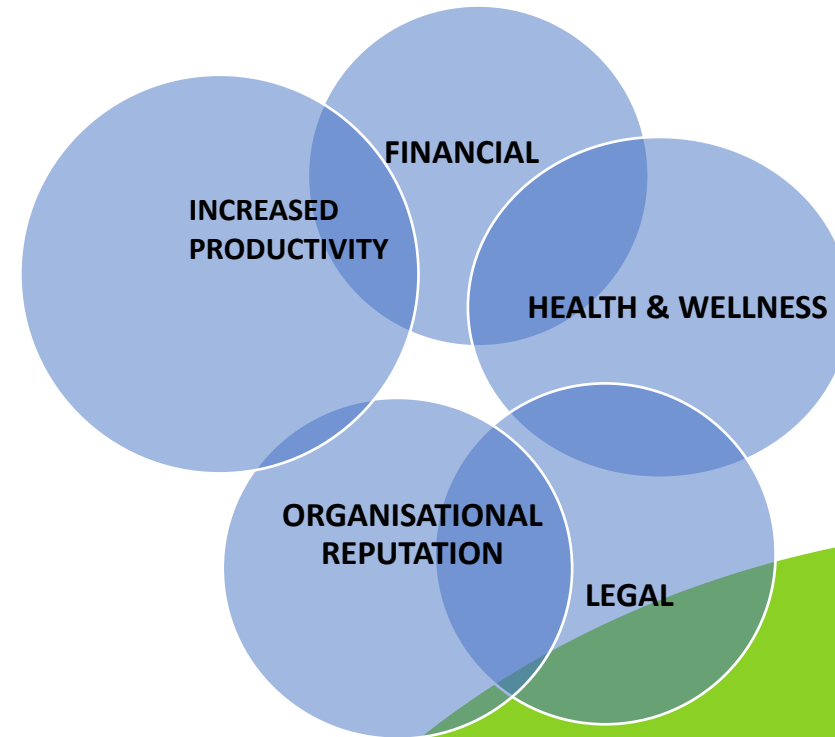 FINANCIAL
INCREASED
PRODUCTIVITY
HEALTH & WELLNESS
ORGANISATIONAL
REPUTATION
LEGAL